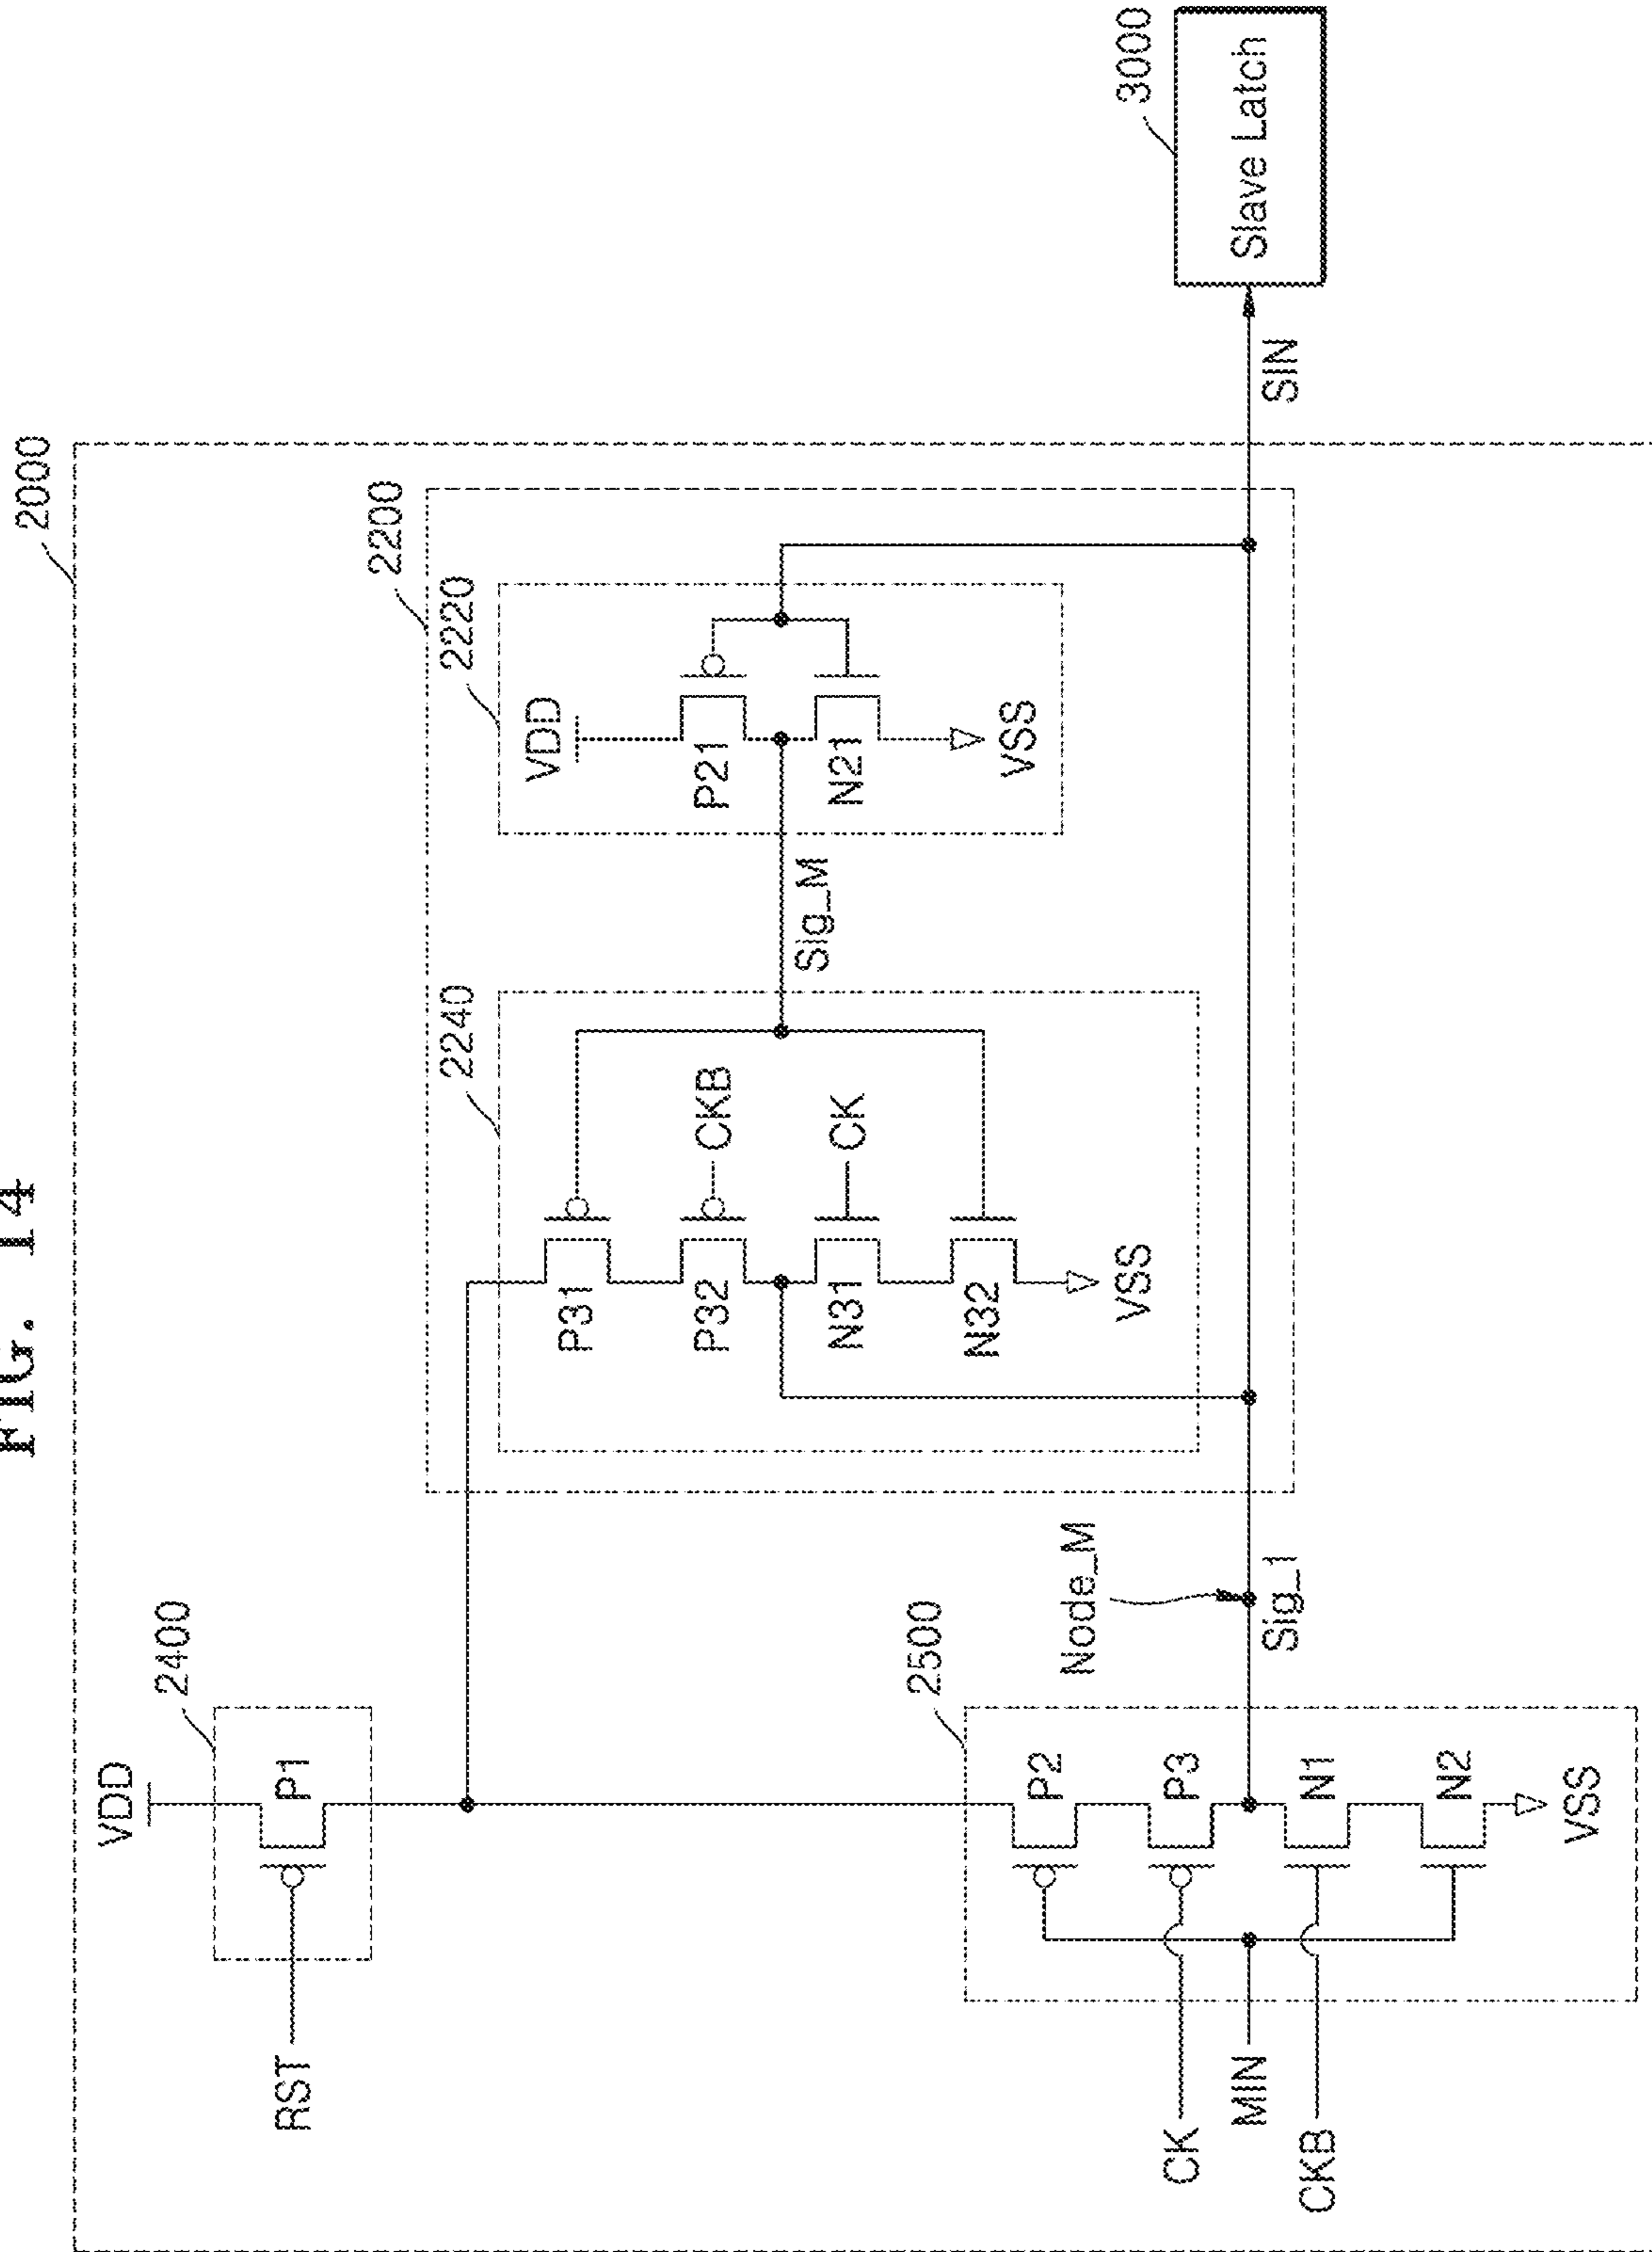 FIG. 14
2000
VDD
2400
P1
RST
2200
2240
2220
VDD
P31
P32
CKB
CK
N31
N32
VSS
Sig_M
P21
N21
VSS
Node_M
Sig_1
2500
P2
P3
N1
N2
VSS
CK
MIN
CKB
SIN
3000
Slave Latch